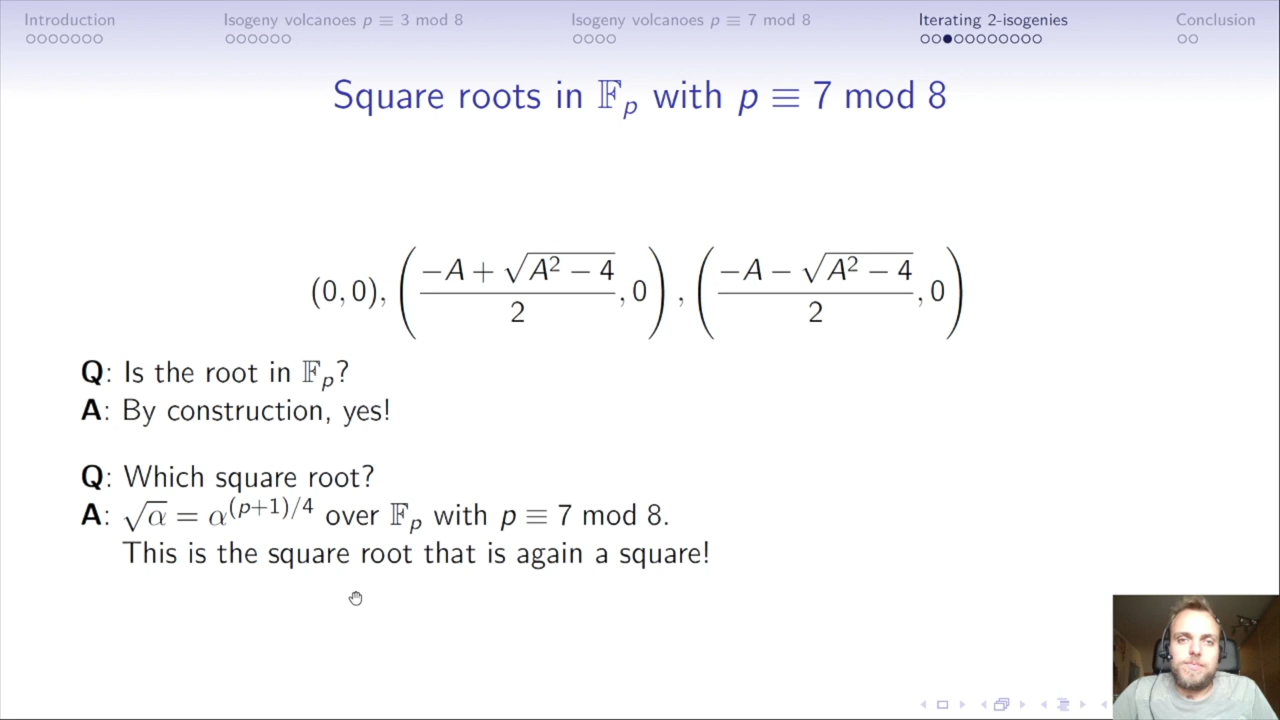 Introduction
Isogeny volcanoes p ≡ 3 mod 8
Isogeny volcanoes p ≡ 7 mod 8
Iterating 2-isogenies
Conclusion
Square roots in 𝔽_p with p ≡ 7 mod 8
(0, 0), ( (−A + √(A² − 4)) / 2 , 0 ) , ( (−A − √(A² − 4)) / 2 , 0 )
Q: Is the root in 𝔽_p?
A: By construction, yes!
Q: Which square root?
A: √α = α^{(p+1)/4} over 𝔽_p with p ≡ 7 mod 8.
This is the square root that is again a square!